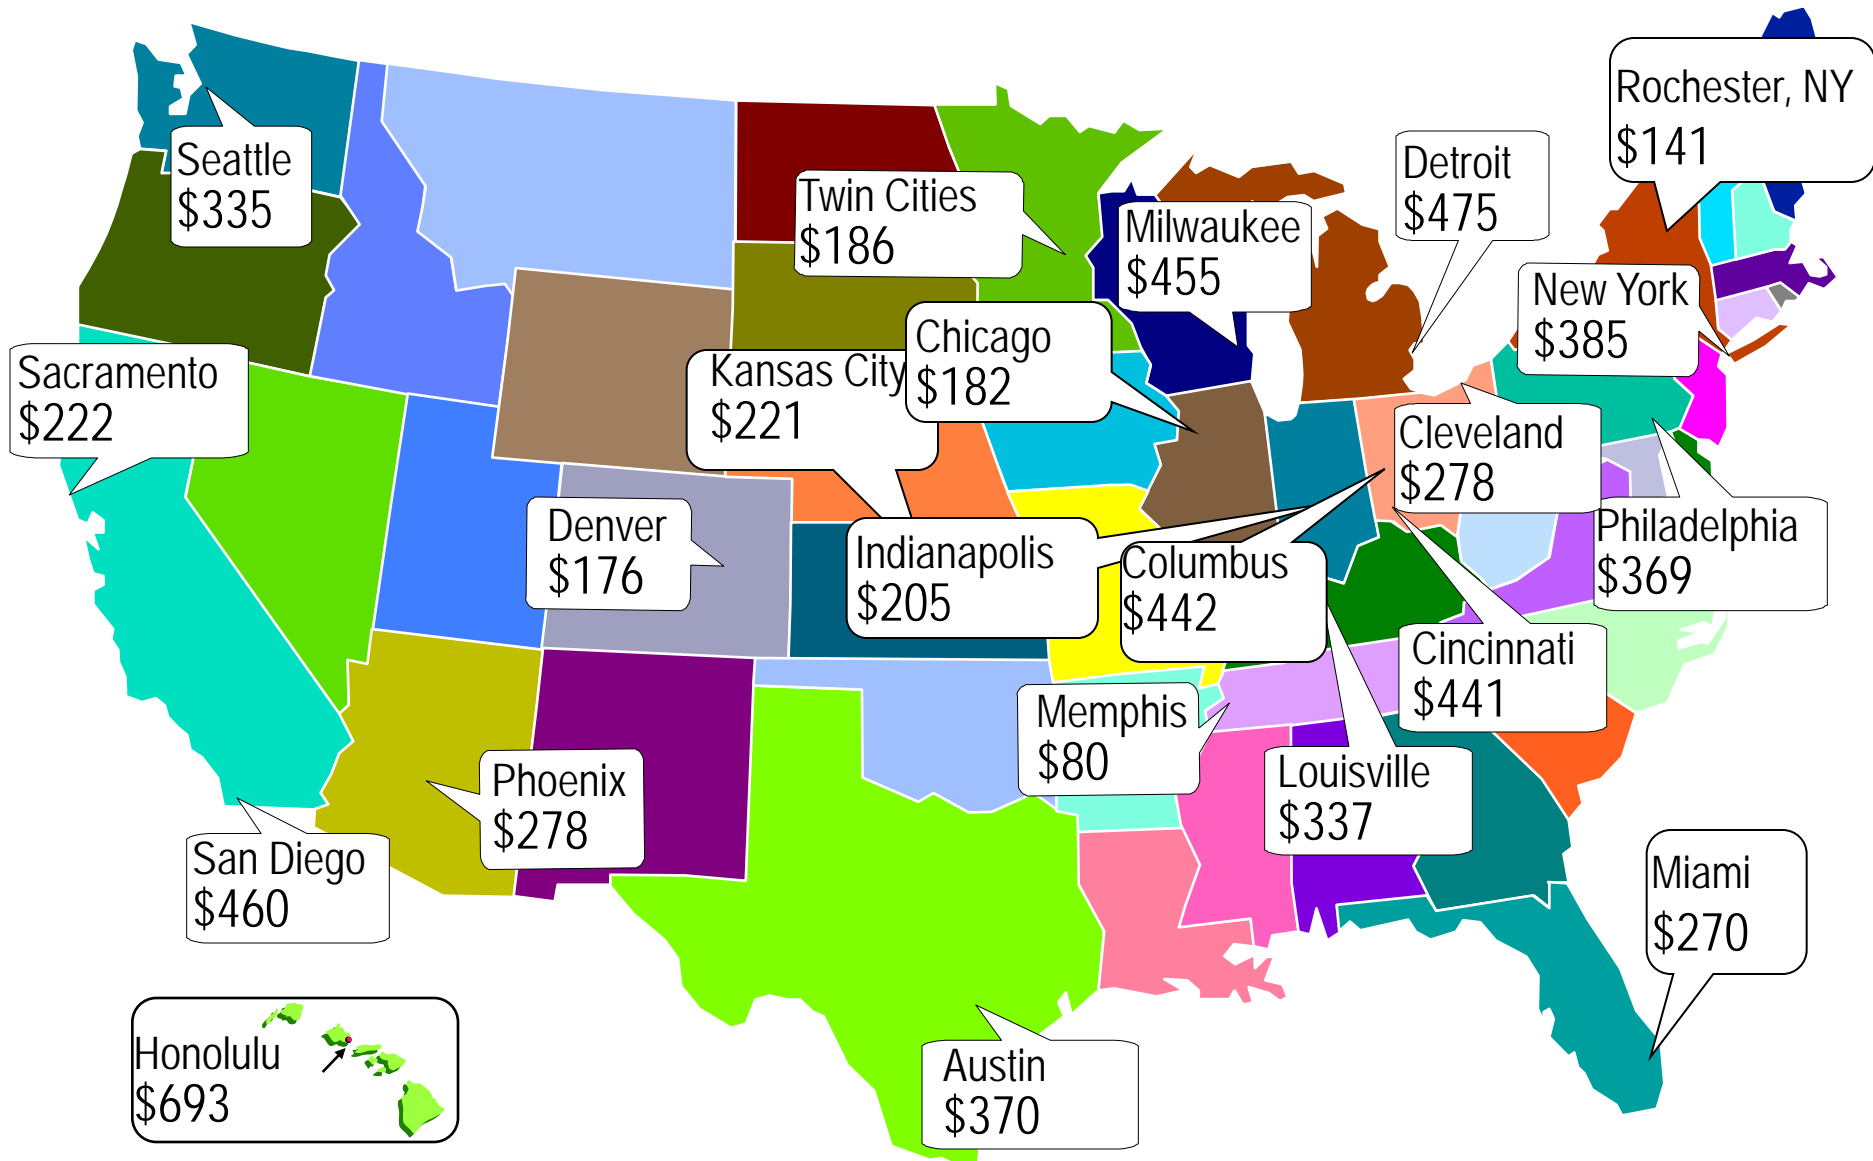 Rochester, NY
$141
Seattle
$335
Detroit
$475
Twin Cities
$186
Milwaukee
$455
New York
$385
Sacramento
$222
Kansas City
$221
Chicago
$182
Cleveland
$278
Denver
$176
Indianapolis
$205
Columbus
$442
Philadelphia
$369
Cincinnati
$441
Memphis
$80
Phoenix
$278
Louisville
$337
San Diego
$460
Miami
$270
Honolulu
$693
Austin
$370